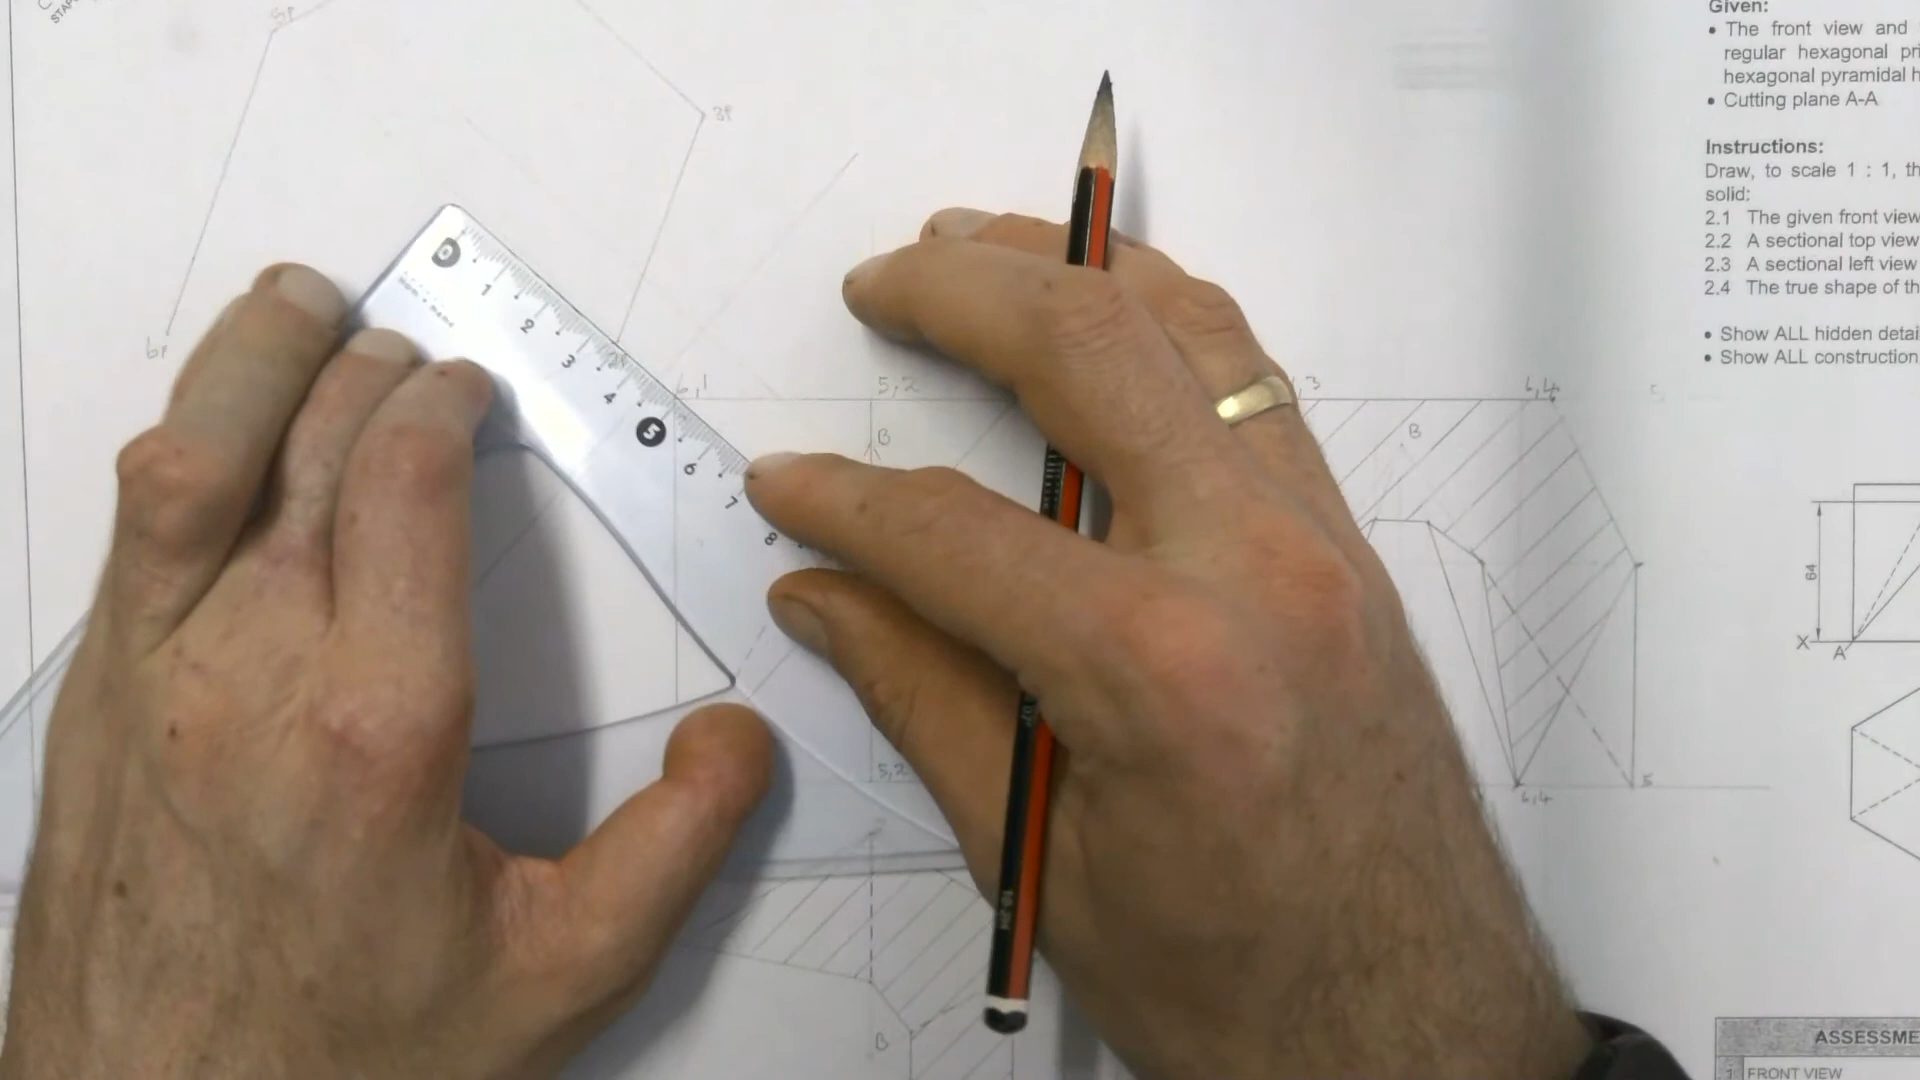 5P
3P
6P
0
1
2
3
4
5
6
7
8
6,1
5,2
,3
6,4
B
B
5,2
6,4
5
B
Given:
• The front view and
regular hexagonal pri
hexagonal pyramidal h
• Cutting plane A-A
Instructions:
Draw, to scale 1 : 1, th
solid:
2.1 The given front view
2.2 A sectional top view
2.3 A sectional left view
2.4 The true shape of th
• Show ALL hidden detai
• Show ALL construction
64
X
A
ASSESSME
1 FRONT VIEW